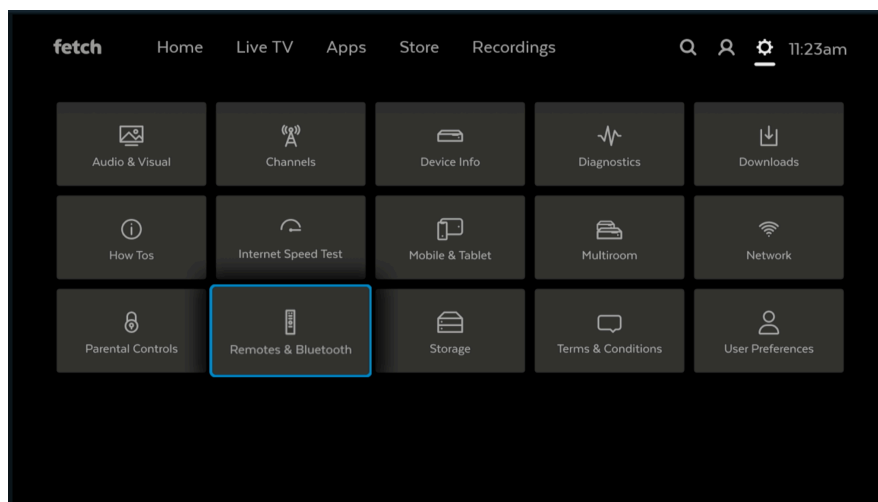 fetch Home Live TV Apps Store Recordings 11:23am
Audio & Visual Channels Device Info Diagnostics Downloads
How Tos Internet Speed Test Mobile & Tablet Multiroom Network
Parental Controls Remotes & Bluetooth Storage Terms & Conditions User Preferences